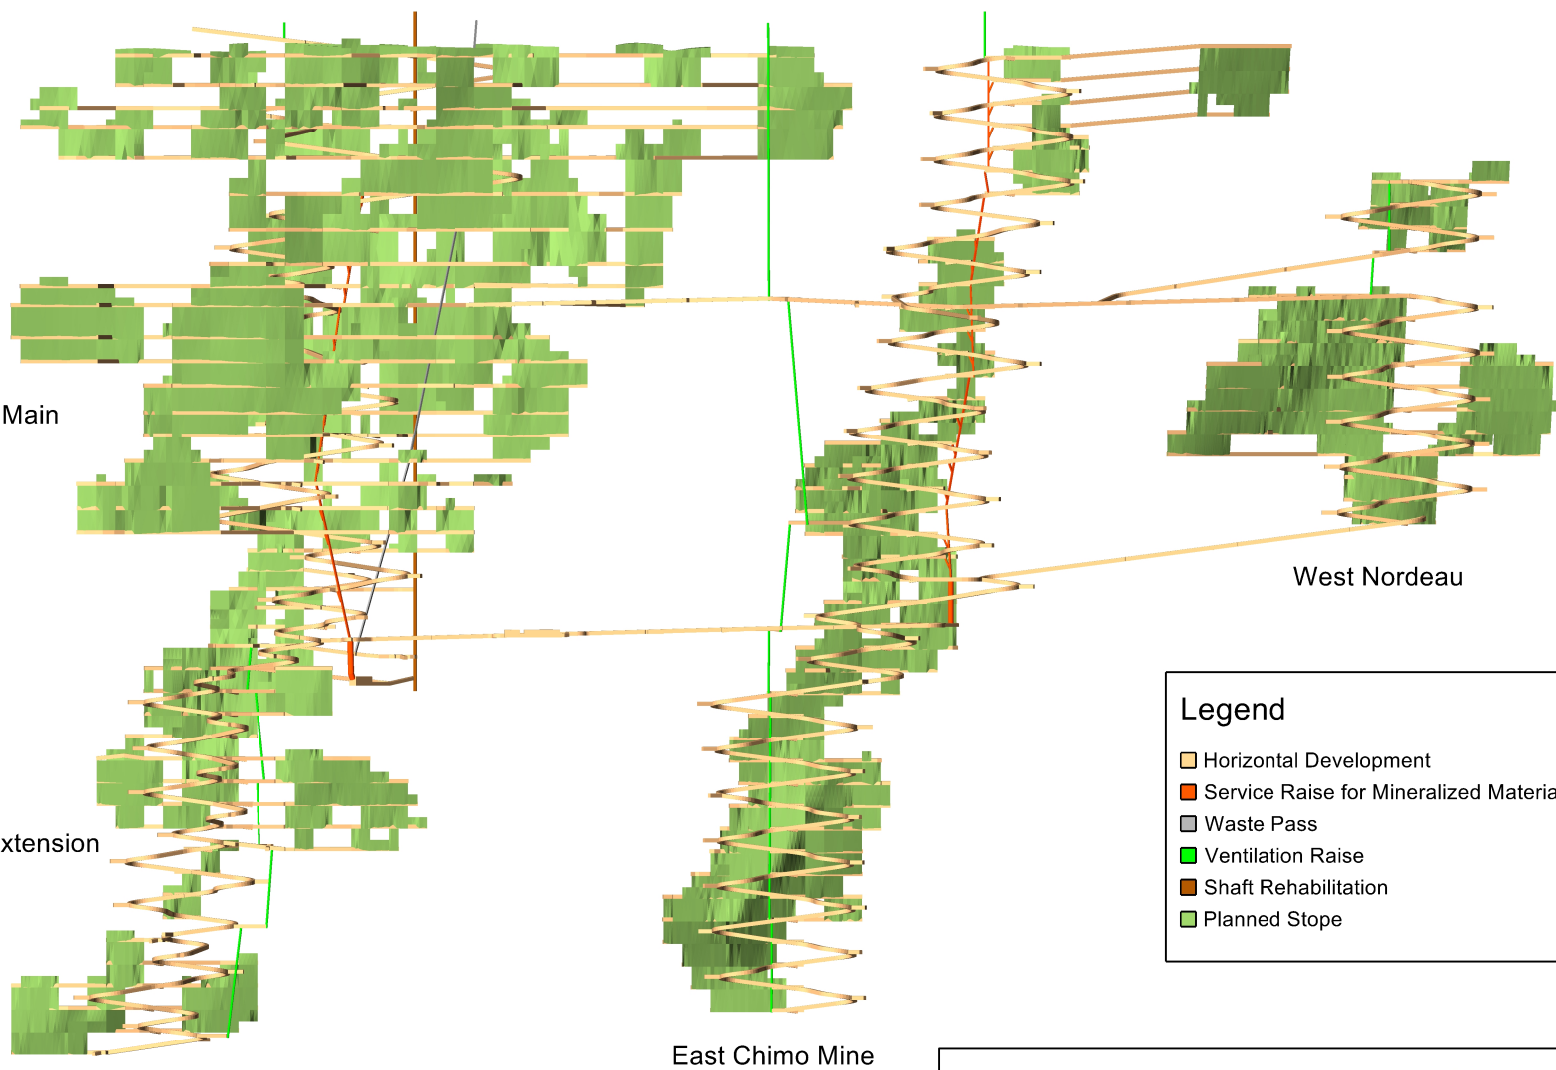 Main
West Nordeau
Legend
Horizontal Development
Service Raise for Mineralized Materia
Waste Pass
Ventilation Raise
Shaft Rehabilitation
Planned Stope
xtension
East Chimo Mine